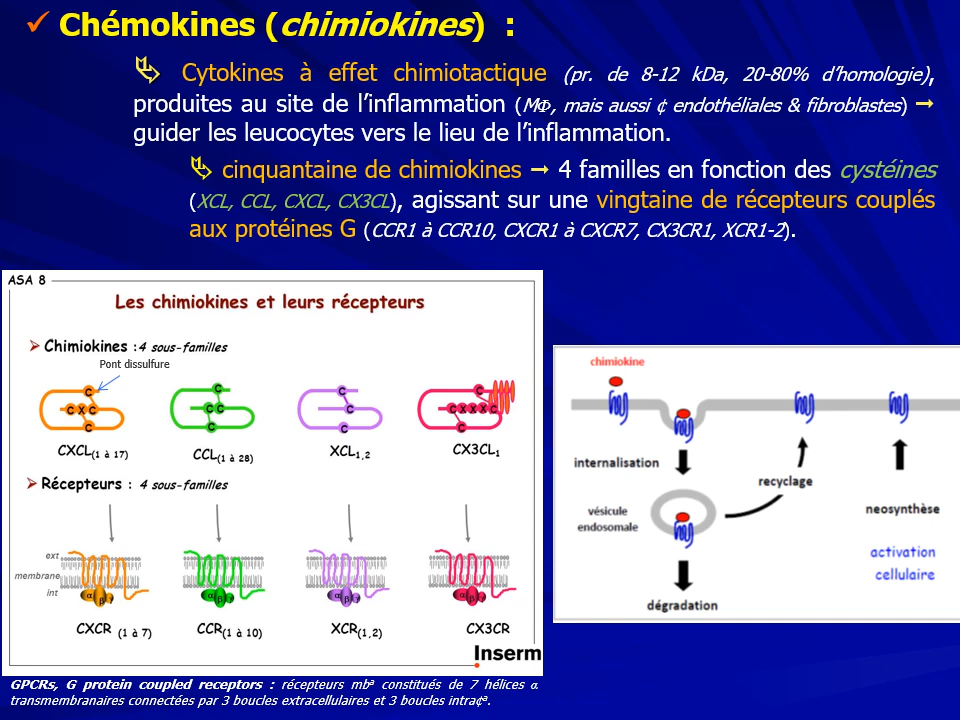 ✓ Chémokines (chimiokines) :
Cytokines à effet chimiotactique (pr. de 8-12 kDa, 20-80% d'homologie),
produites au site de l'inflammation (MΦ, mais aussi ¢ endothéliales & fibroblastes) ➞
guider les leucocytes vers le lieu de l'inflammation.
cinquantaine de chimiokines ➞ 4 familles en fonction des cystéines
(XCL, CCL, CXCL, CX3CL), agissant sur une vingtaine de récepteurs couplés
aux protéines G (CCR1 à CCR10, CXCR1 à CXCR7, CX3CR1, XCR1-2).
ASA 8
Les chimiokines et leurs récepteurs
➢ Chimiokines : 4 sous-familles
Pont dissulfure
C C C C
C X C C C C C X X X C
C C C C
CXCL(1 à 17) CCL(1 à 28) XCL1,2 CX3CL1
➢ Récepteurs : 4 sous-familles
ext
membrane
int
α β γ α β γ α β γ α β γ
CXCR (1 à 7) CCR(1 à 10) XCR(1,2) CX3CR
Inserm
chimiokine
internalisation
recyclage
vésicule
endosomale
neosynthèse
activation
cellulaire
dégradation
GPCRs, G protein coupled receptors : récepteurs mbª constitués de 7 hélices α
transmembranaires connectées par 3 boucles extracellulaires et 3 boucles intra¢ª.